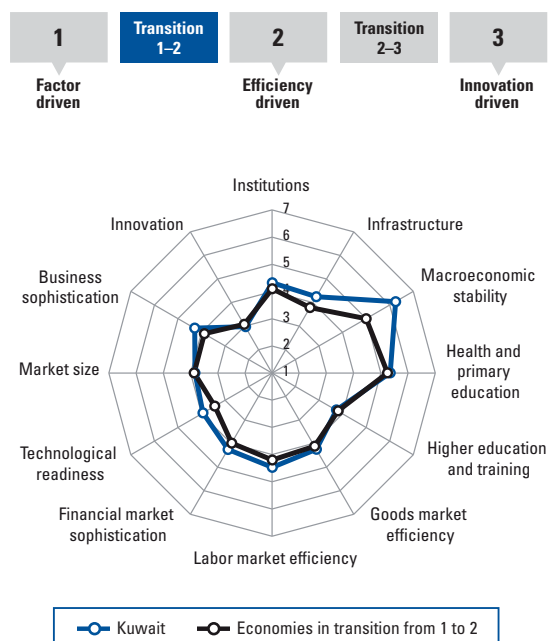 1
Transition
1–2
2
Transition
2–3
3
Factor
driven
Efficiency
driven
Innovation
driven
Institutions
Infrastructure
Macroeconomic
stability
Health and
primary
education
Higher education
and training
Goods market
efficiency
Labor market efficiency
Financial market
sophistication
Technological
readiness
Market size
Business
sophistication
Innovation
7
6
5
4
3
2
1
Kuwait
Economies in transition from 1 to 2